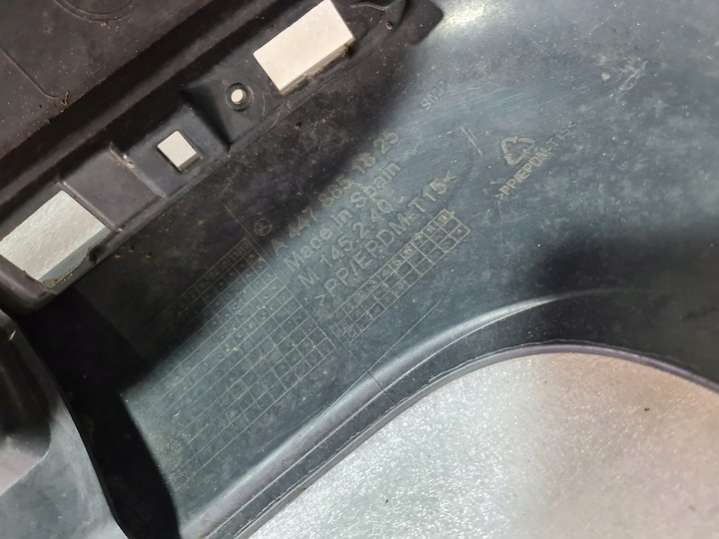 A 447 885 18 25
Made in Spain
M 145 2 40
>PP/EPDM-T15<
>PP/EPDM-T15<